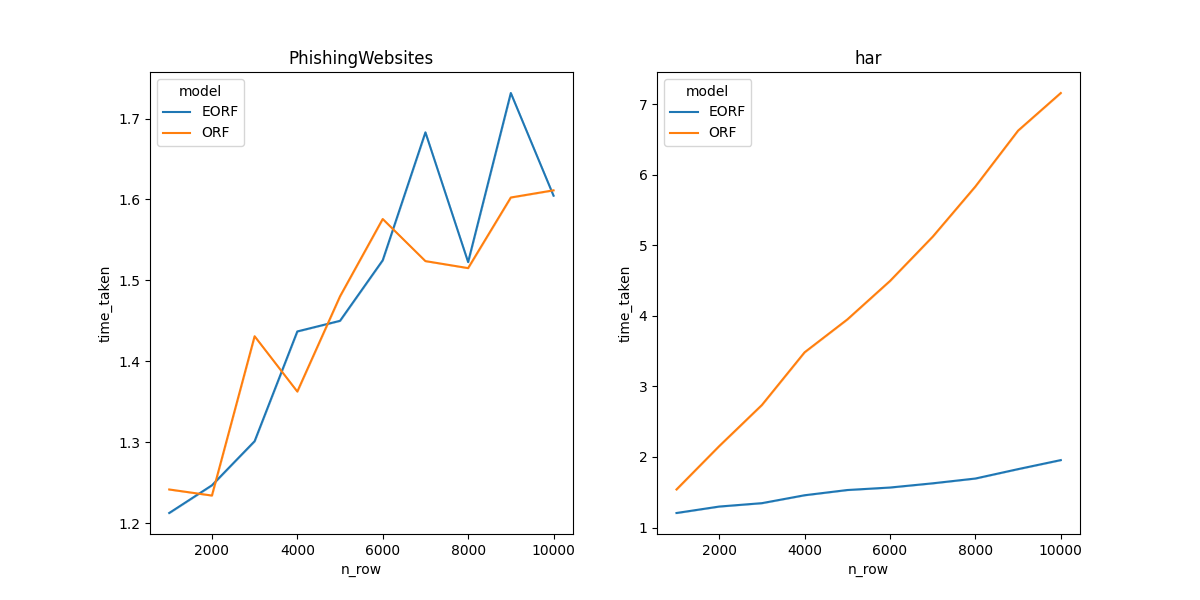 PhishingWebsites
model
EORF
ORF
1.7
1.6
1.5
1.4
1.3
1.2
time_taken
2000 4000 6000 8000 10000
n_row
har
model
EORF
ORF
7
6
5
4
3
2
1
time_taken
2000 4000 6000 8000 10000
n_row